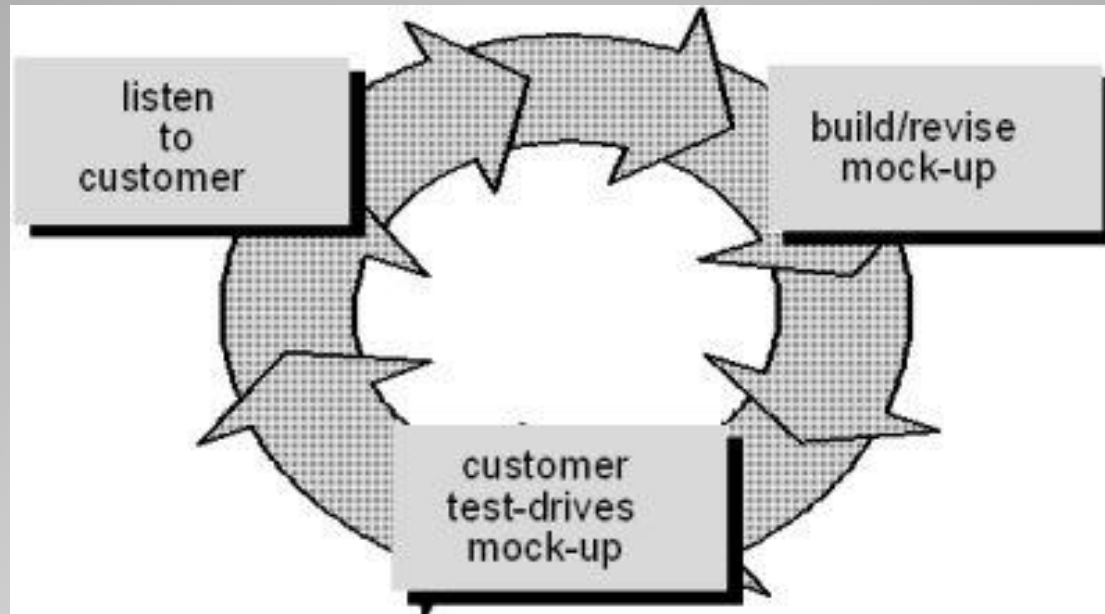 listen
to
customer
build/revise
mock-up
customer
test-drives
mock-up